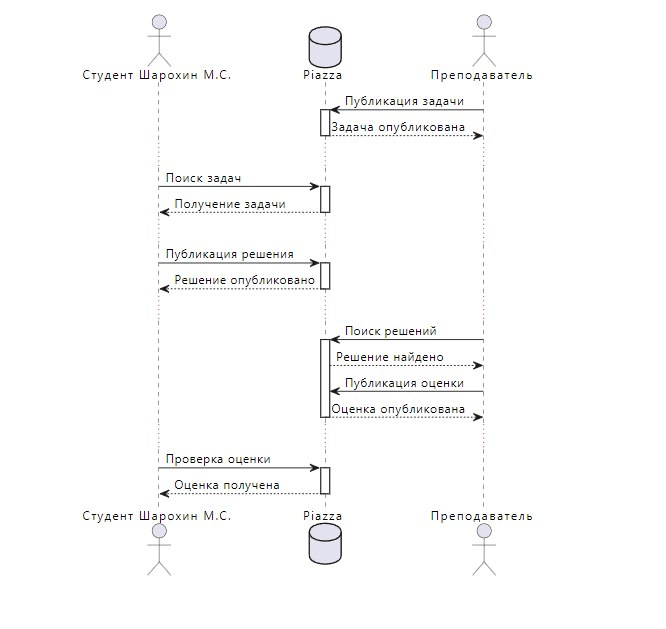 Студент Шарохин М.С. Piazza Преподаватель
Публикация задачи
Задача опубликована
Поиск задач
Получение задачи
Публикация решения
Решение опубликовано
Поиск решений
Решение найдено
Публикация оценки
Оценка опубликована
Проверка оценки
Оценка получена
Студент Шарохин М.С. Piazza Преподаватель